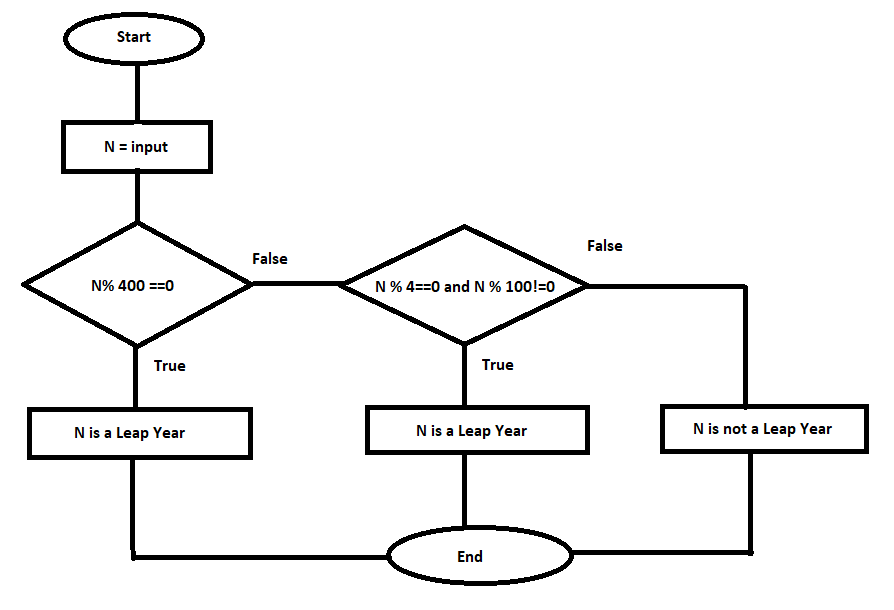 Start
N = input
N% 400 ==0
False
N % 4==0 and N % 100!=0
False
True
True
N is a Leap Year
N is a Leap Year
N is not a Leap Year
End